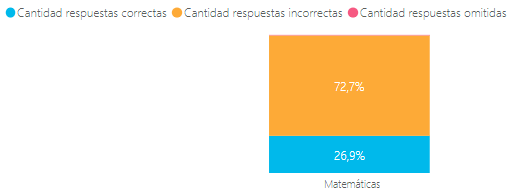 Cantidad respuestas correctas Cantidad respuestas incorrectas Cantidad respuestas omitidas
72,7%
26,9%
Matemáticas